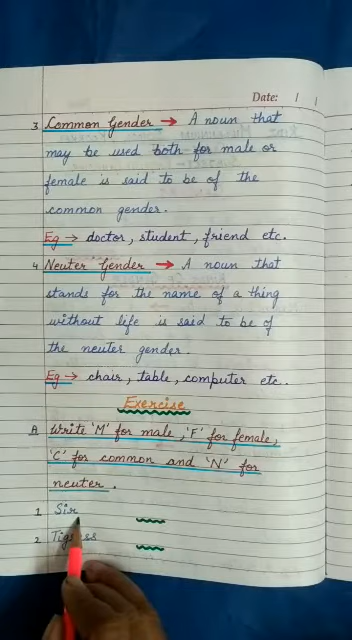 Date: / /
3 Common Gender → A noun that
may be used both for male or
female is said to be of the
common gender.
Eg → doctor, student, friend etc.
4 Neuter Gender → A noun that
stands for the name of a thing
without life is said to be of
the neuter gender.
Eg → chair, table, computer etc.
Exercise
A Write 'M' for male, 'F' for female,
'C' for common and 'N' for
neuter.
1 Sir
2 Tigress